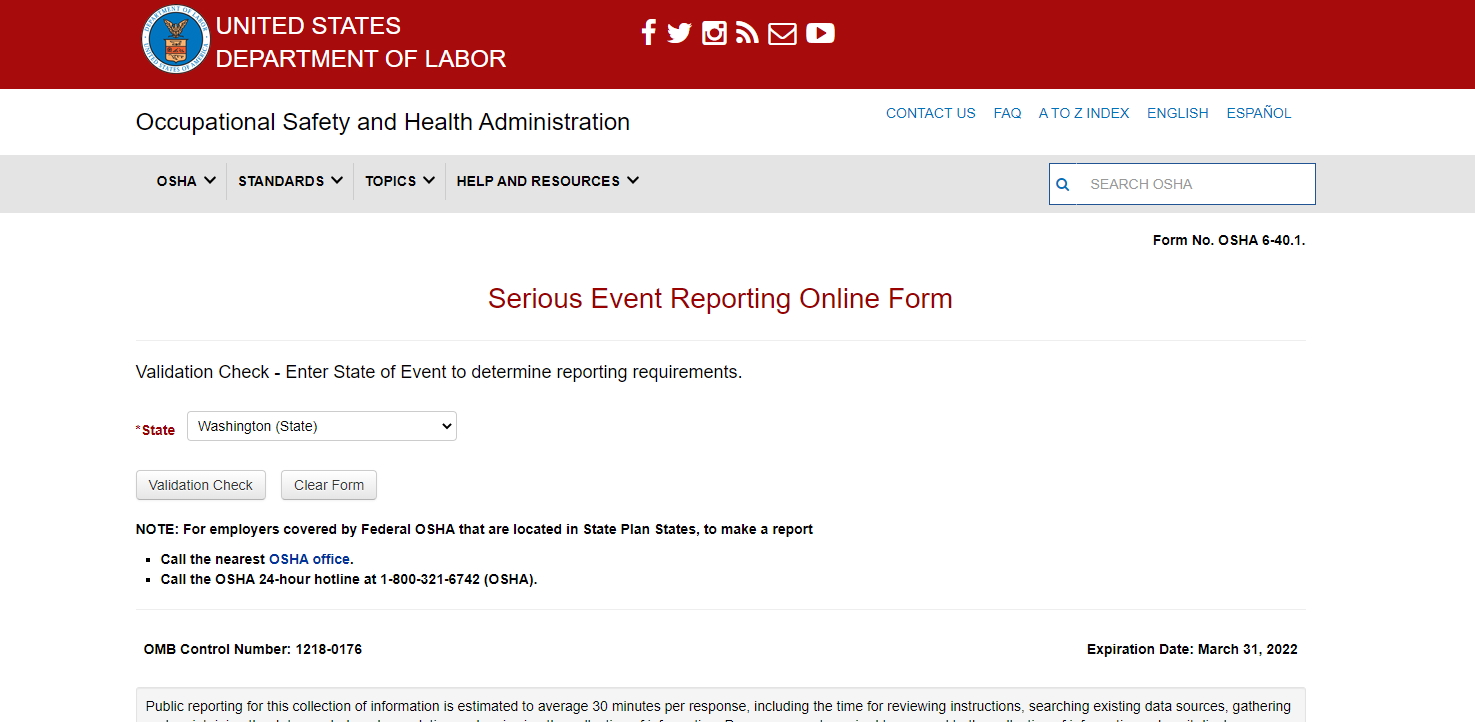 UNITED STATES
DEPARTMENT OF LABOR
Occupational Safety and Health Administration
CONTACT US FAQ A TO Z INDEX ENGLISH ESPAÑOL
OSHA STANDARDS TOPICS HELP AND RESOURCES
SEARCH OSHA
Form No. OSHA 6-40.1.
Serious Event Reporting Online Form
Validation Check - Enter State of Event to determine reporting requirements.
*State Washington (State)
Validation Check Clear Form
NOTE: For employers covered by Federal OSHA that are located in State Plan States, to make a report
Call the nearest OSHA office.
Call the OSHA 24-hour hotline at 1-800-321-6742 (OSHA).
OMB Control Number: 1218-0176 Expiration Date: March 31, 2022
Public reporting for this collection of information is estimated to average 30 minutes per response, including the time for reviewing instructions, searching existing data sources, gathering